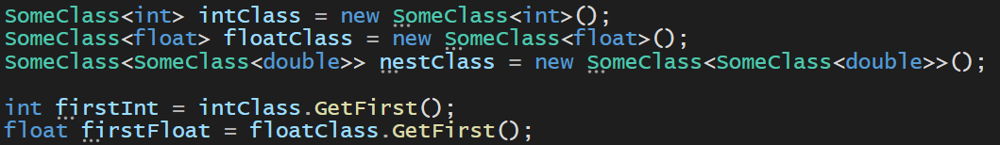 SomeClass<int> intClass = new SomeClass<int>();
SomeClass<float> floatClass = new SomeClass<float>();
SomeClass<SomeClass<double>> nestClass = new SomeClass<SomeClass<double>>();
int firstInt = intClass.GetFirst();
float firstFloat = floatClass.GetFirst();